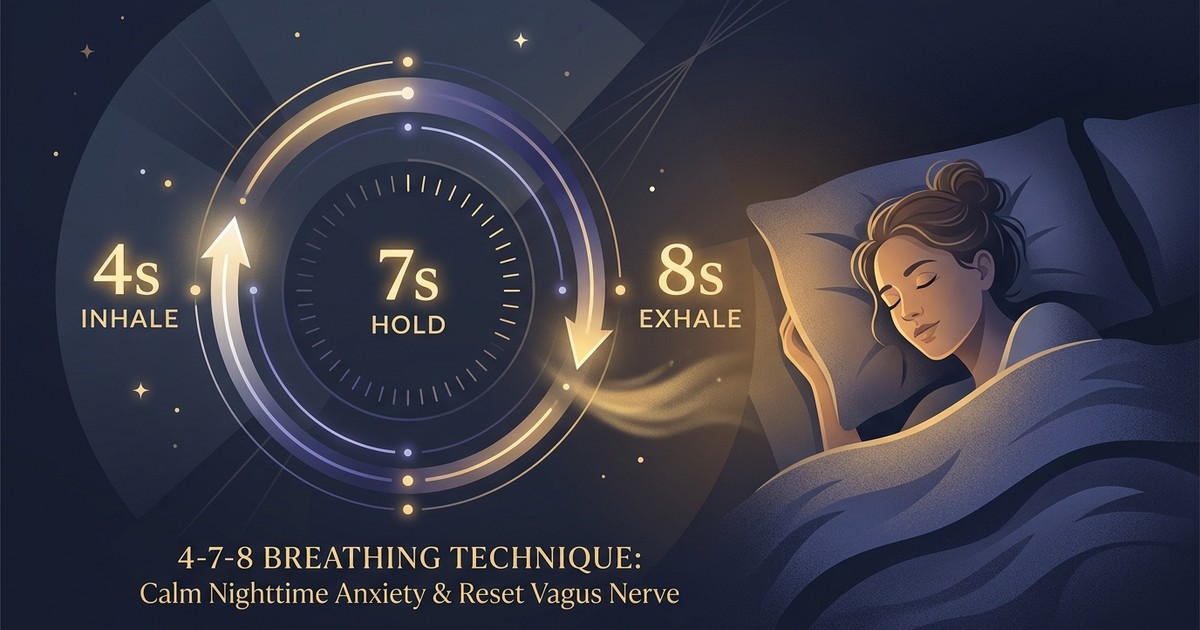 4s
INHALE
7s
HOLD
8s
EXHALE
4-7-8 BREATHING TECHNIQUE:
Calm Nighttime Anxiety & Reset Vagus Nerve